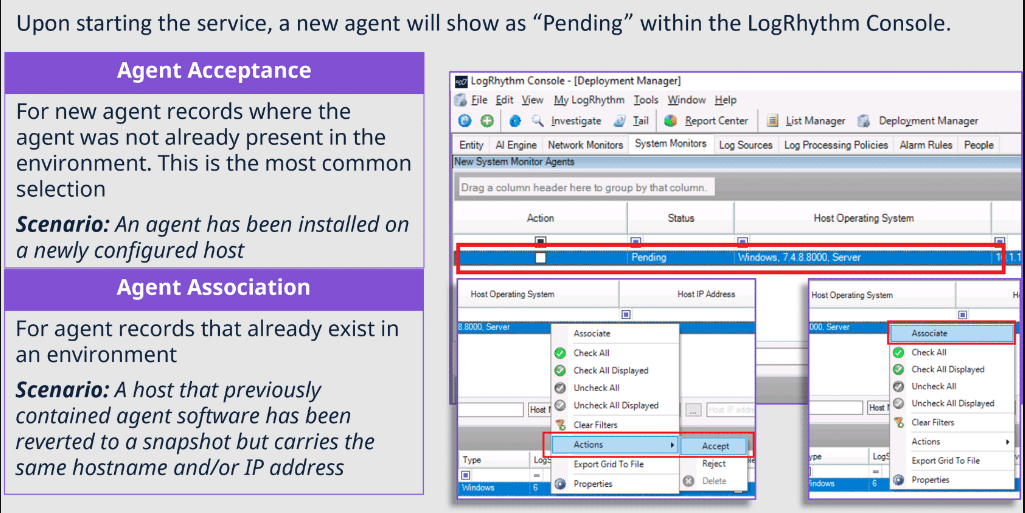 Upon starting the service, a new agent will show as “Pending” within the LogRhythm Console.
Agent Acceptance
For new agent records where the
agent was not already present in the
environment. This is the most common
selection
Scenario: An agent has been installed on
a newly configured host
Agent Association
For agent records that already exist in
an environment
Scenario: A host that previously
contained agent software has been
reverted to a snapshot but carries the
same hostname and/or IP address
LogRhythm Console - [Deployment Manager]
File Edit View My LogRhythm Tools Window Help
Investigate Tail Report Center List Manager Deployment Manager
Entity AI Engine Network Monitors System Monitors Log Sources Log Processing Policies Alarm Rules People
New System Monitor Agents
Drag a column header here to group by that column.
Action Status Host Operating System
Pending Windows, 7.4.8.8000, Server
Host Operating System Host IP Address
8.8000, Server
Associate
Check All
Check All Displayed
Uncheck All
Uncheck All Displayed
Clear Filters
Actions
Accept
Export Grid To File
Reject
Properties
Delete
Type LogS
=
Windows 6
Host Operating System
000, Server
Associate
Check All
Check All Displayed
Uncheck All
Uncheck All Displayed
Clear Filters
Actions
Export Grid To File
Properties
ype LogS
=
indows 6